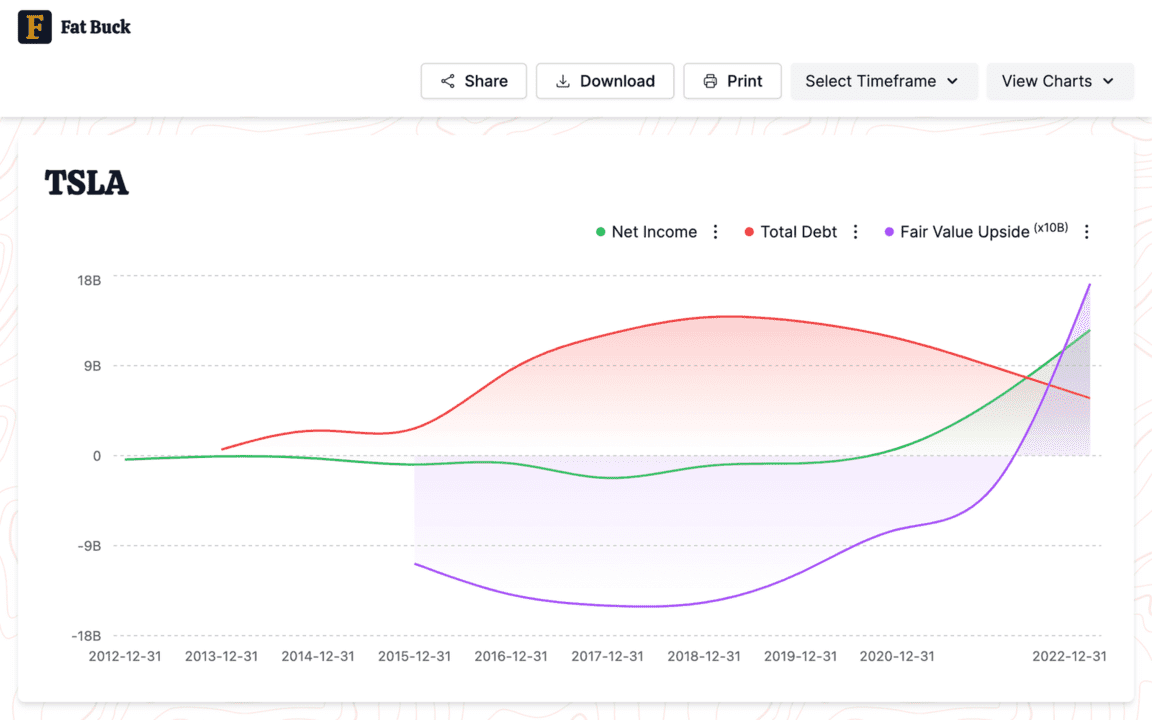 F Fat Buck
Share Download Print Select Timeframe View Charts
TSLA
Net Income Total Debt Fair Value Upside (x10B)
18B
9B
0
-9B
-18B
2012-12-31 2013-12-31 2014-12-31 2015-12-31 2016-12-31 2017-12-31 2018-12-31 2019-12-31 2020-12-31 2022-12-31